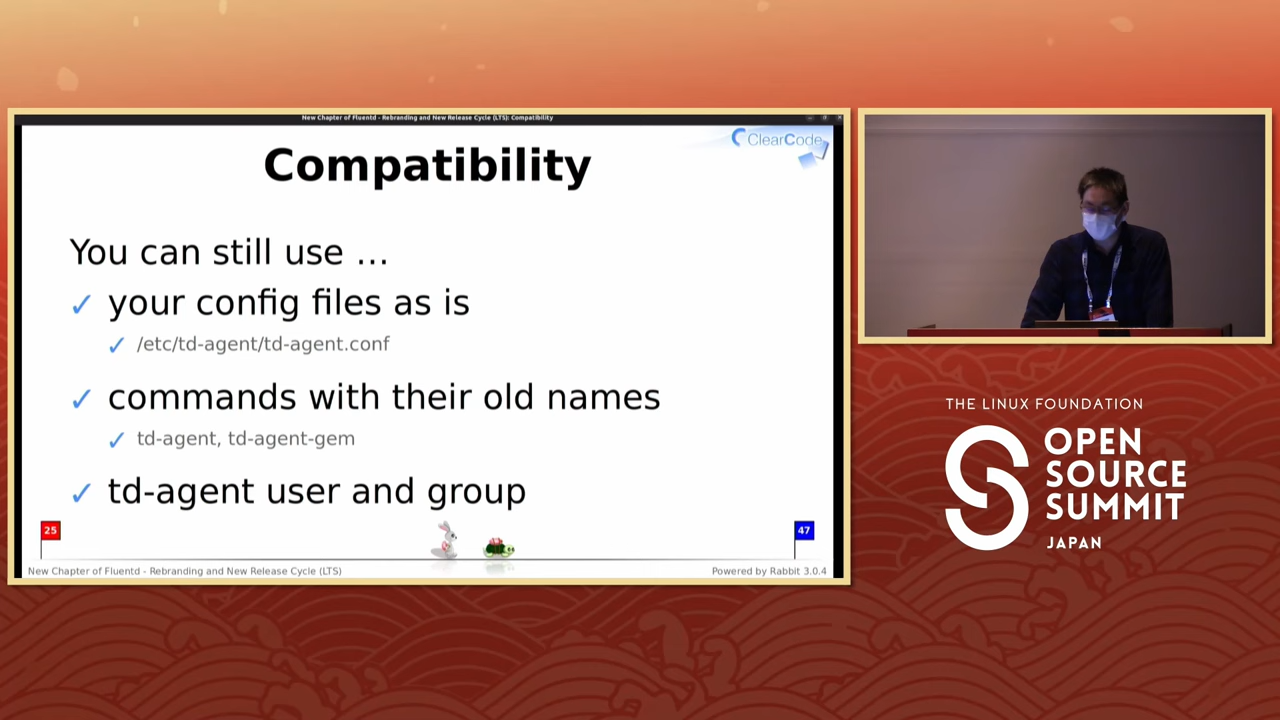 New Chapter of Fluentd - Rebranding and New Release Cycle (LTS): Compatibility
ClearCode
Compatibility
You can still use ...
✓ your config files as is
✓ /etc/td-agent/td-agent.conf
✓ commands with their old names
✓ td-agent, td-agent-gem
✓ td-agent user and group
25
47
New Chapter of Fluentd - Rebranding and New Release Cycle (LTS)
Powered by Rabbit 3.0.4
THE LINUX FOUNDATION
OPEN
SOURCE
SUMMIT
JAPAN